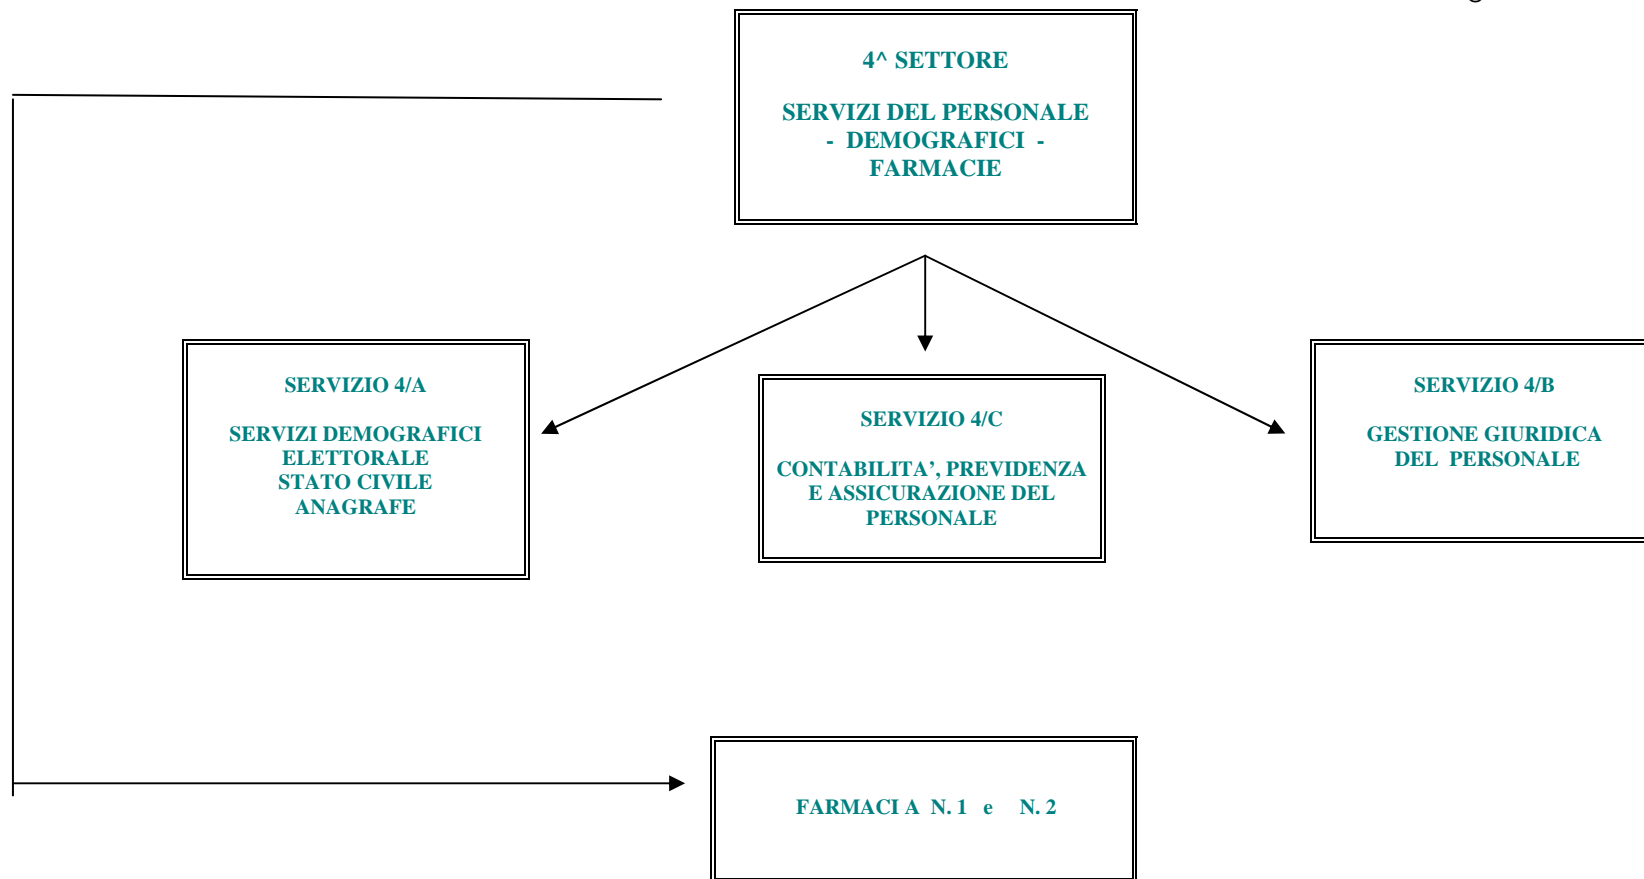 4^ SETTORE
SERVIZI DEL PERSONALE
- DEMOGRAFICI -
FARMACIE
SERVIZIO 4/A
SERVIZI DEMOGRAFICI
ELETTORALE
STATO CIVILE
ANAGRAFE
SERVIZIO 4/C
CONTABILITA’, PREVIDENZA
E ASSICURAZIONE DEL
PERSONALE
SERVIZIO 4/B
GESTIONE GIURIDICA
DEL PERSONALE
FARMACI A N. 1 e N. 2